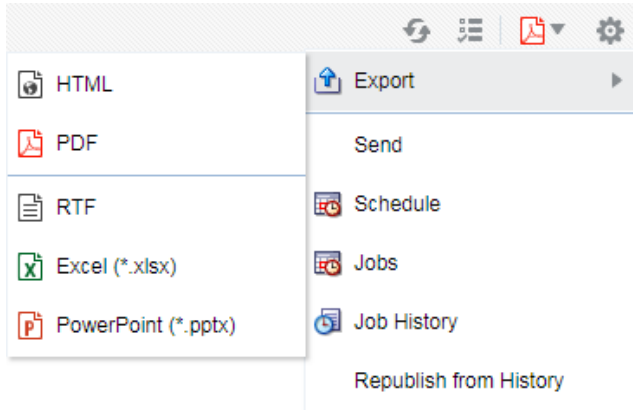 HTML
PDF
RTF
Excel (*.xlsx)
PowerPoint (*.pptx)
Export
Send
Schedule
Jobs
Job History
Republish from History